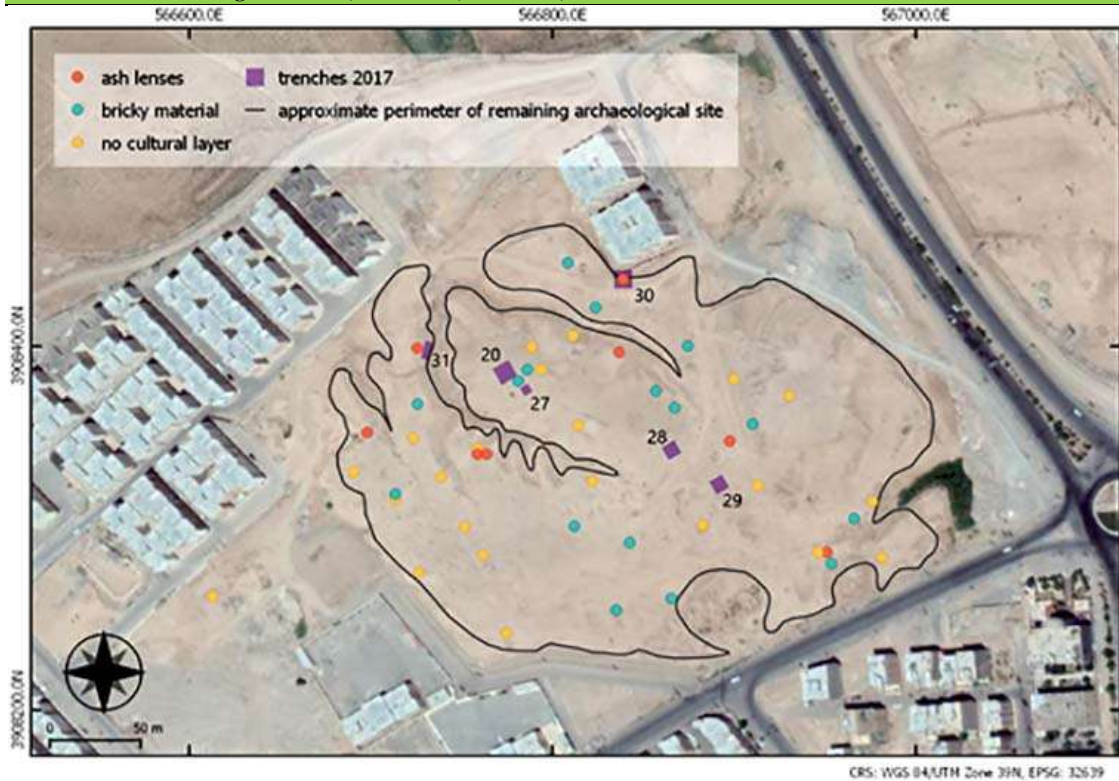 566600.0E 566800.0E 567000.0E
ash lenses trenches 2017
bricky material approximate perimeter of remaining archaeological site
no cultural layer
30
3908400.0N
31 20
27
28
29
3908200.0N
0 50 m
CRS: WGS 84/UTM Zone 39N, EPSG: 32639